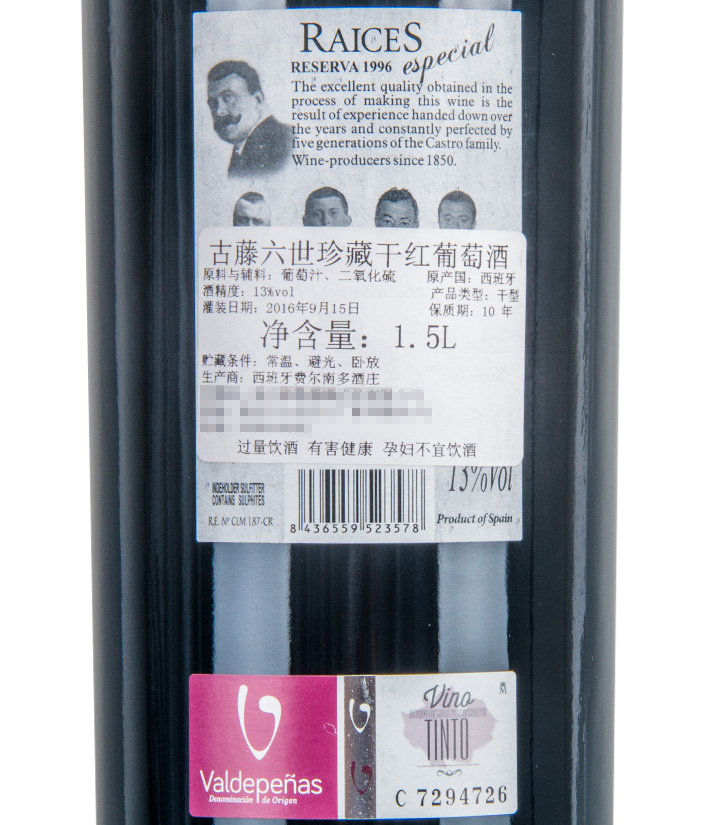 RAICES
RESERVA 1996 especial
The excellent quality obtained in the
process of making this wine is the
result of experience handed down over
the years and constantly perfected by
five generations of the Castro family.
Wine-producers since 1850.
古藤六世珍藏干红葡萄酒
原料与辅料：葡萄汁、二氧化硫 原产国：西班牙
酒精度：13%vol 产品类型：干型
灌装日期：2016年9月15日 保质期：10 年
净含量：1.5L
贮藏条件：常温、避光、卧放
生产商：西班牙费尔南多酒庄
过量饮酒 有害健康 孕妇不宜饮酒
13%Vol
INDEHOLDER SULFITTER
CONTAINS SULPHITES
R.E. Nº CLM 187-CR
8 436559 523578
Product of Spain
Valdepeñas
Denominación de Origen
Vino
TINTO
C 7294726